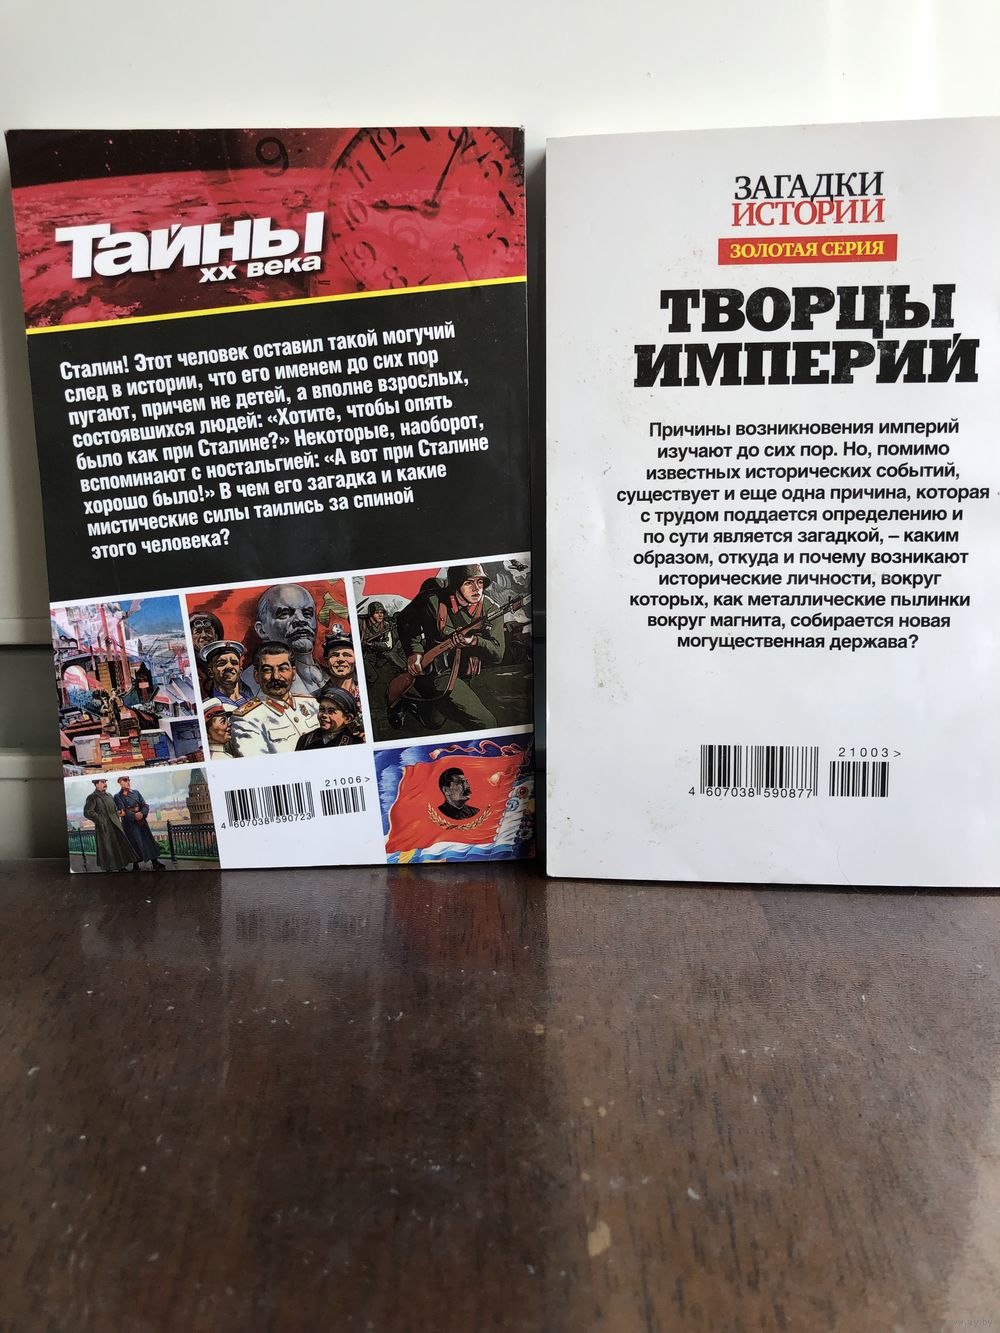 Тайны
XX века
Сталин! Этот человек оставил такой могучий
след в истории, что его именем до сих пор
пугают, причем не детей, а вполне взрослых,
состоявшихся людей: «Хотите, чтобы опять
было как при Сталине?» Некоторые, наоборот,
вспоминают с ностальгией: «А вот при Сталине
хорошо было!» В чем его загадка и какие
мистические силы таились за спиной
этого человека?
21006>
4 607038 590723
ЗАГАДКИ
ИСТОРИИ
ЗОЛОТАЯ СЕРИЯ
ТВОРЦЫ
ИМПЕРИЙ
Причины возникновения империй
изучают до сих пор. Но, помимо
известных исторических событий,
существует и еще одна причина, которая
с трудом поддается определению и
по сути является загадкой, – каким
образом, откуда и почему возникают
исторические личности, вокруг
которых, как металлические пылинки
вокруг магнита, собирается новая
могущественная держава?
21003>
4 607038 590877